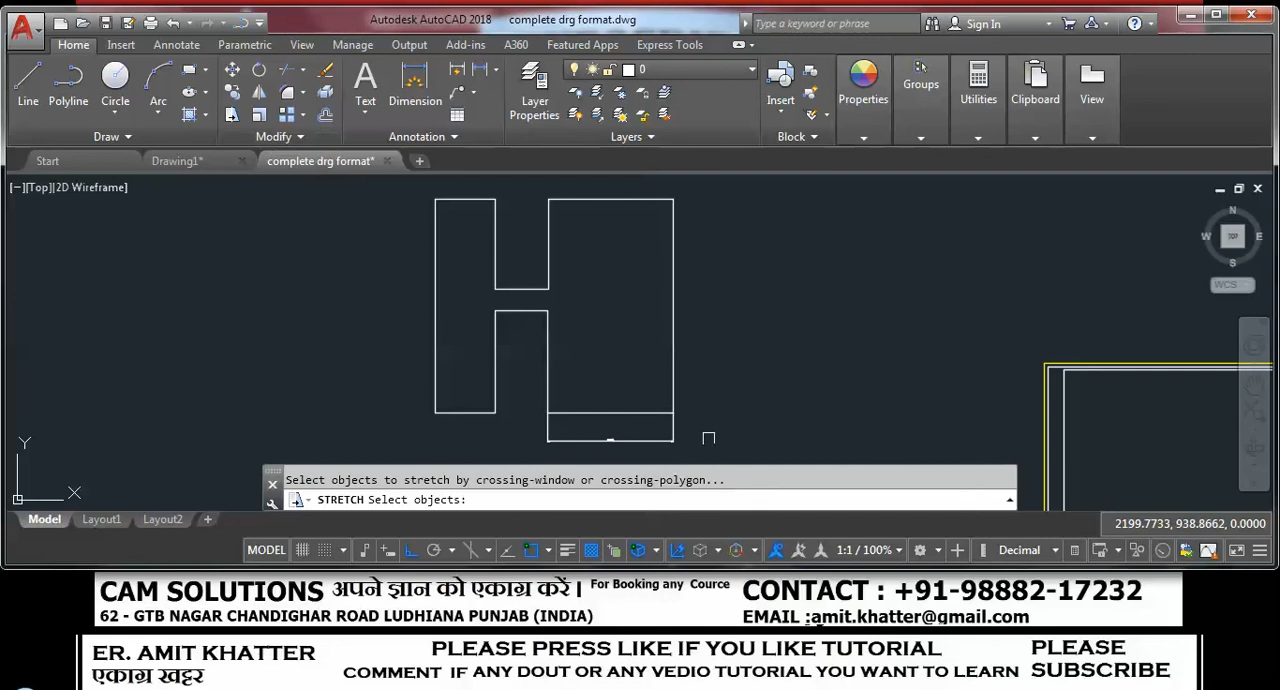 Autodesk AutoCAD 2018 complete drg format.dwg Type a keyword or phrase Sign In
Home Insert Annotate Parametric View Manage Output Add-ins A360 Featured Apps Express Tools
0
Line Polyline Circle Arc Text Dimension Layer Properties Insert Properties Groups Utilities Clipboard View
Draw Modify Annotation Layers Block
Start Drawing1* complete drg format*
[−][Top]|2D Wireframe]
N
W TOP E
S
WCS
Y
X
Select objects to stretch by crossing-window or crossing-polygon...
STRETCH Select objects:
Model Layout1 Layout2 +
2199.7733, 938.8662, 0.0000
MODEL 1:1 / 100% Decimal
CAM SOLUTIONS अपने ज्ञान को एकाग्र करें । For Booking any Cource CONTACT : +91-98882-17232
62 - GTB NAGAR CHANDIGHAR ROAD LUDHIANA PUNJAB (INDIA) EMAIL :amit.khatter@gmail.com
ER. AMIT KHATTER PLEASE PRESS LIKE IF YOU LIKE TUTORIAL PLEASE
एकाग्र खट्टर COMMENT IF ANY DOUT OR ANY VEDIO TUTORIAL YOU WANT TO LEARN SUBSCRIBE